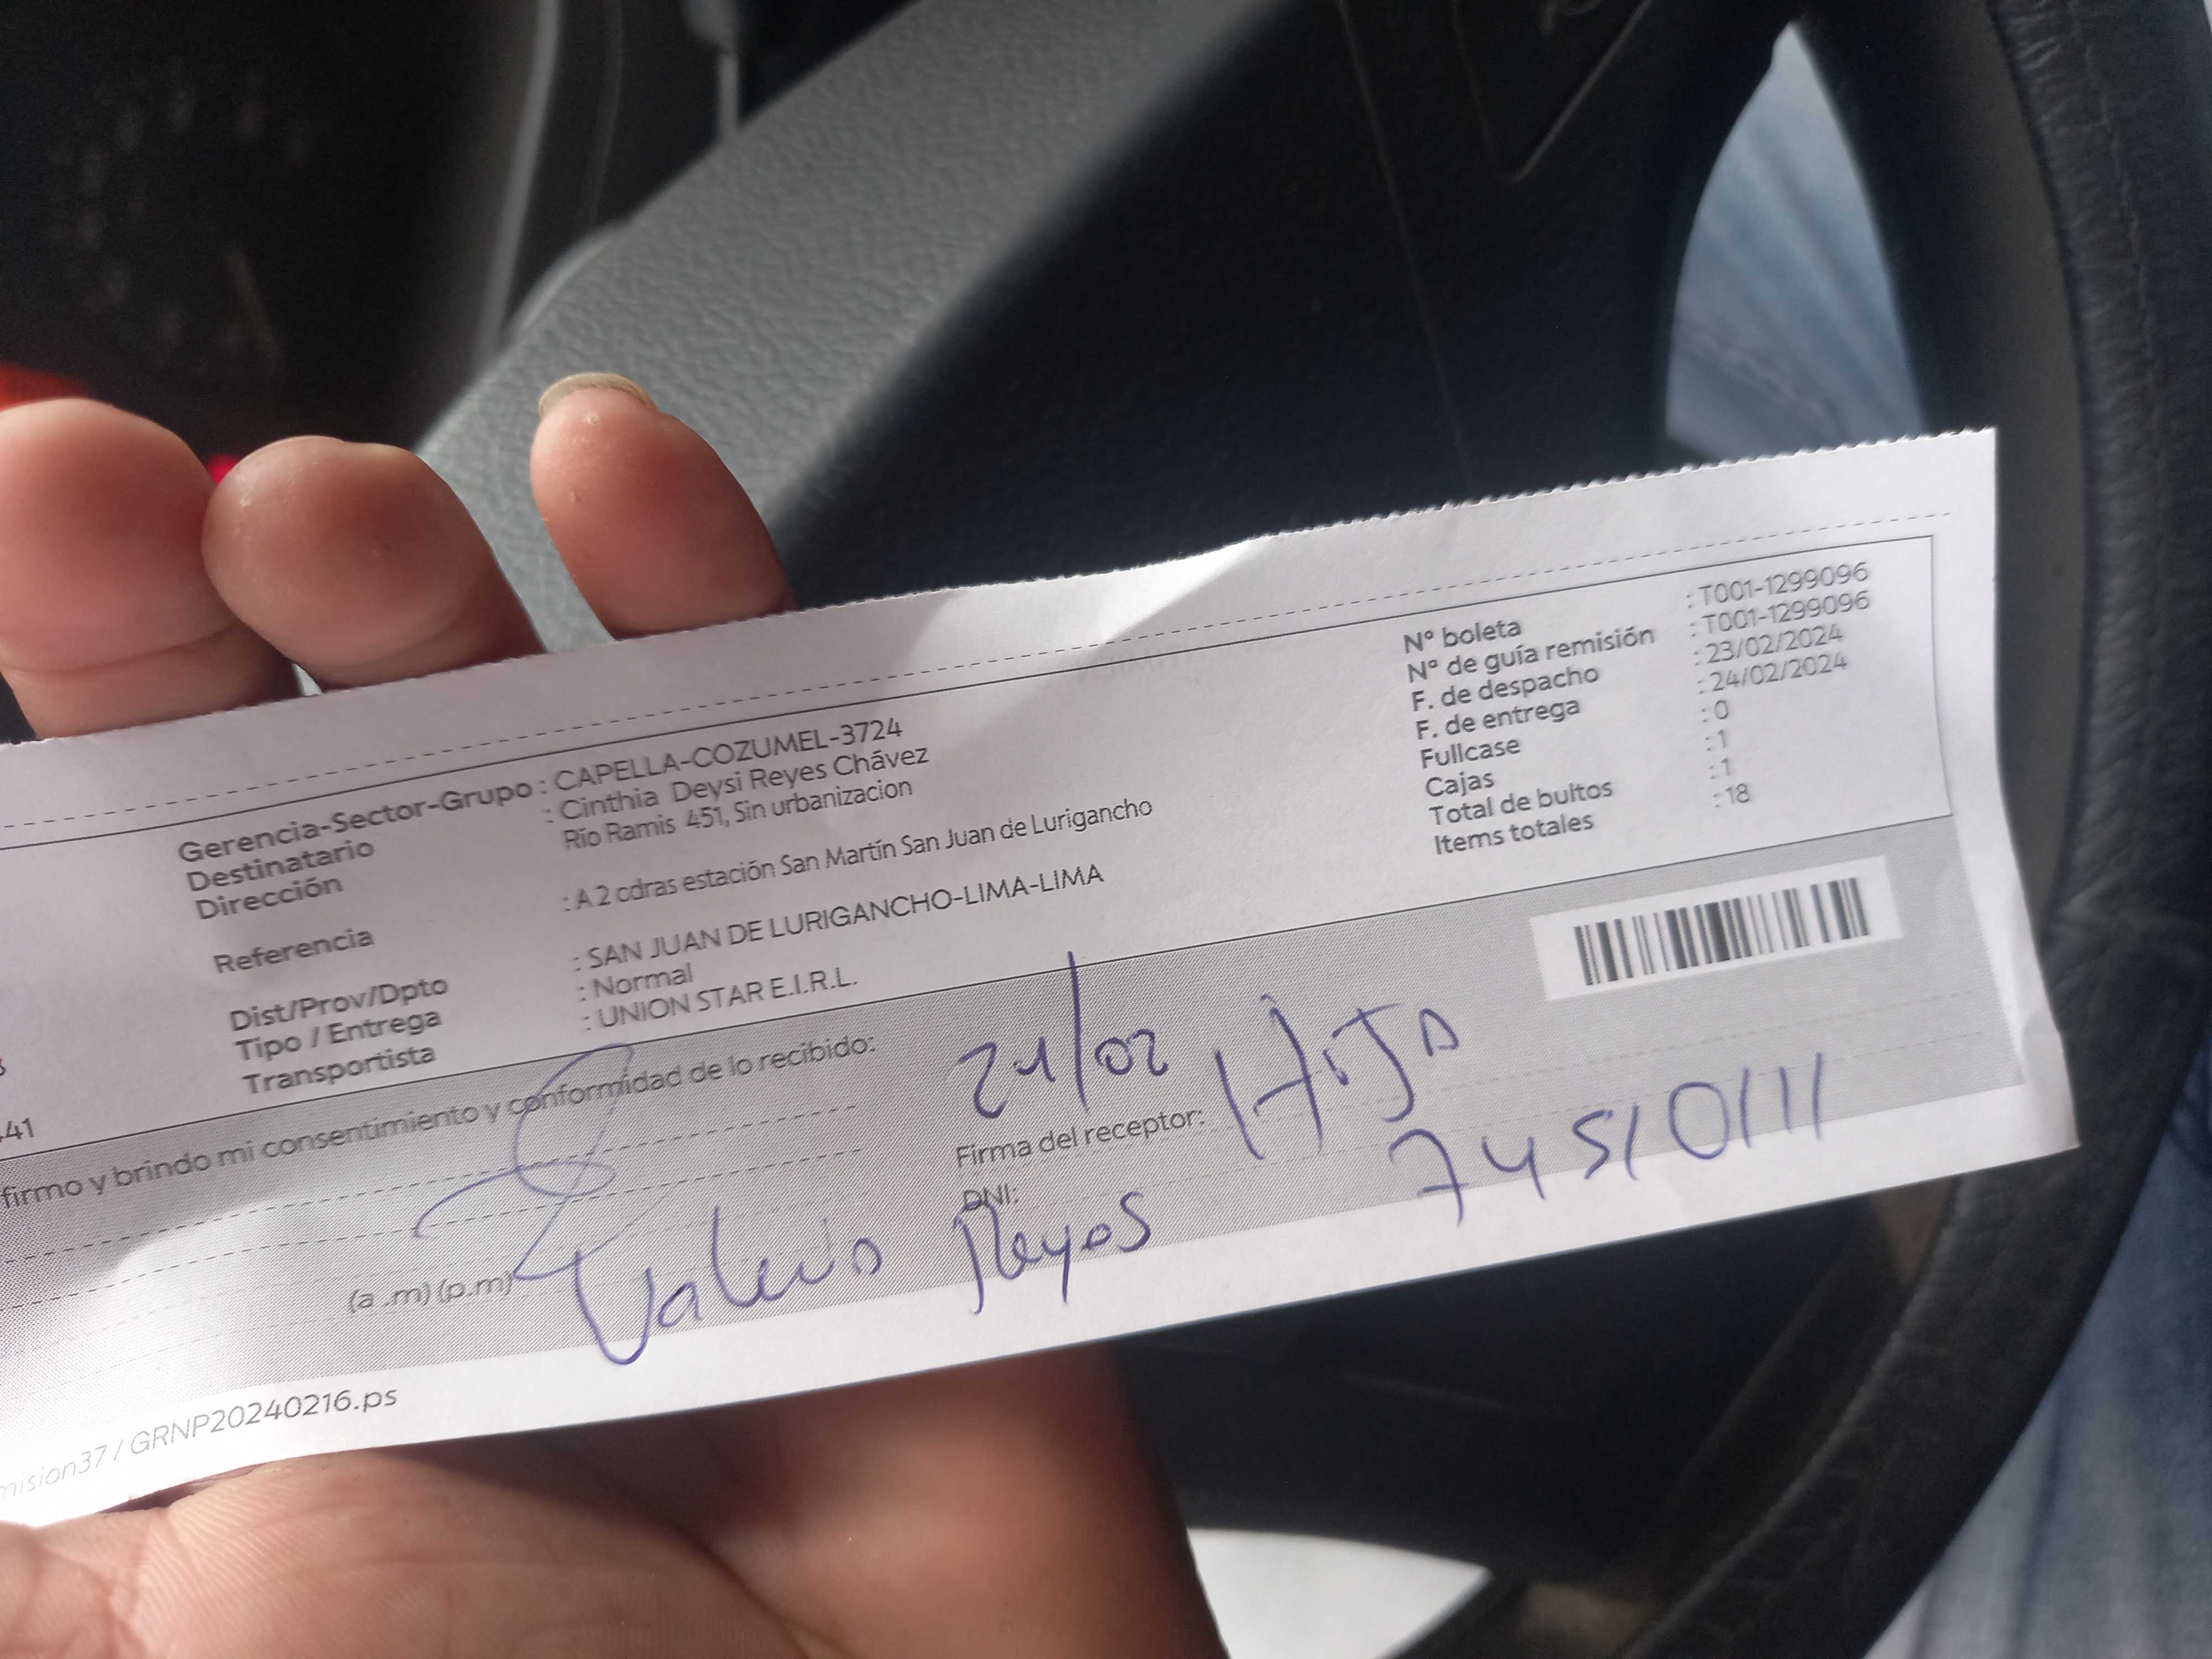 Gerencia-Sector-Grupo : CAPELLA-COZUMEL-3724
Destinatario : Cinthia Deysi Reyes Chávez
Dirección Río Ramis 451, Sin urbanizacion
Referencia : A 2 cdras estación San Martín San Juan de Lurigancho
Dist/Prov/Dpto : SAN JUAN DE LURIGANCHO-LIMA-LIMA
Tipo / Entrega : Normal
Transportista : UNION STAR E.I.R.L.
N° boleta : T001-1299096
N° de guía remisión : T001-1299096
F. de despacho : 23/02/2024
F. de entrega : 24/02/2024
Fullcase : 0
Cajas : 1
Total de bultos : 1
Items totales : 18
41
firmo y brindo mi consentimiento y conformidad de lo recibido:
24/02
Firma del receptor: Hija
DNI: 74510111
(a .m) (p.m)
Reyes
mision37 / GRNP20240216.ps